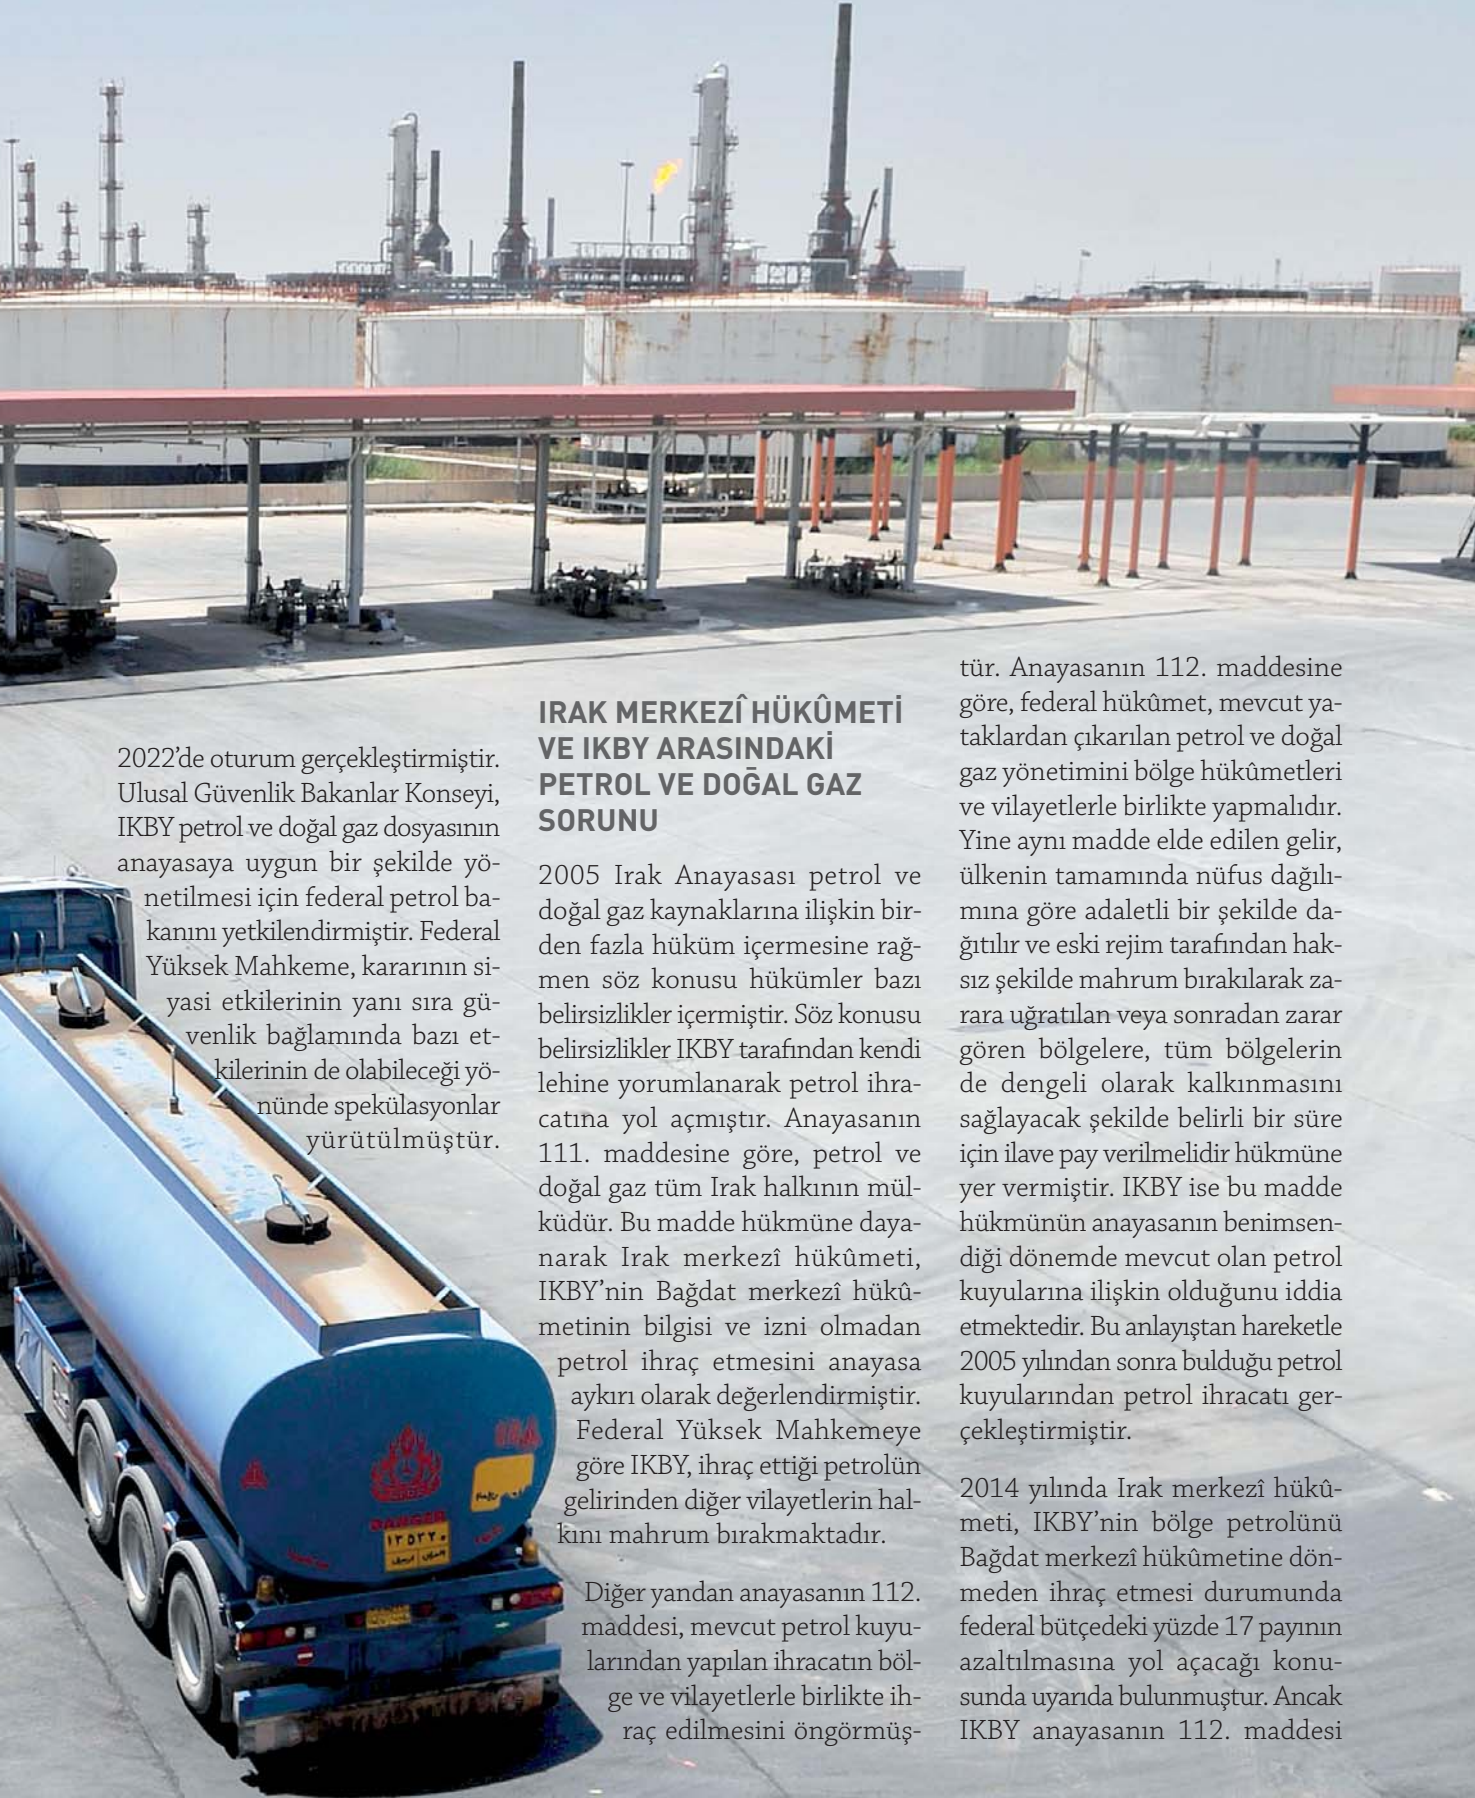 2022’de oturum gerçekleştirmiştir.
Ulusal Güvenlik Bakanlar Konseyi,
IKBY petrol ve doğal gaz dosyasının
anayasaya uygun bir şekilde yö-
netilmesi için federal petrol ba-
kanını yetkilendirmiştir. Federal
Yüksek Mahkeme, kararının si-
yasi etkilerinin yanı sıra gü-
venlik bağlamında bazı et-
kilerinin de olabileceği yö-
nünde spekülasyonlar
yürütülmüştür.
IRAK MERKEZÎ HÜKÛMETİ
VE IKBY ARASINDAKİ
PETROL VE DOĞAL GAZ
SORUNU
2005 Irak Anayasası petrol ve
doğal gaz kaynaklarına ilişkin bir-
den fazla hüküm içermesine rağ-
men söz konusu hükümler bazı
belirsizlikler içermiştir. Söz konusu
belirsizlikler IKBY tarafından kendi
lehine yorumlanarak petrol ihra-
catına yol açmıştır. Anayasanın
111. maddesine göre, petrol ve
doğal gaz tüm Irak halkının mül-
küdür. Bu madde hükmüne daya-
narak Irak merkezî hükûmeti,
IKBY’nin Bağdat merkezî hükû-
metinin bilgisi ve izni olmadan
petrol ihraç etmesini anayasa
aykırı olarak değerlendirmiştir.
Federal Yüksek Mahkemeye
göre IKBY, ihraç ettiği petrolün
gelirinden diğer vilayetlerin hal-
kını mahrum bırakmaktadır.
Diğer yandan anayasanın 112.
maddesi, mevcut petrol kuyu-
larından yapılan ihracatın böl-
ge ve vilayetlerle birlikte ih-
raç edilmesini öngörmüş-
tür. Anayasanın 112. maddesine
göre, federal hükûmet, mevcut ya-
taklardan çıkarılan petrol ve doğal
gaz yönetimini bölge hükûmetleri
ve vilayetlerle birlikte yapmalıdır.
Yine aynı madde elde edilen gelir,
ülkenin tamamında nüfus dağılı-
mına göre adaletli bir şekilde da-
ğıtılır ve eski rejim tarafından hak-
sız şekilde mahrum bırakılarak za-
rara uğratılan veya sonradan zarar
gören bölgelere, tüm bölgelerin
de dengeli olarak kalkınmasını
sağlayacak şekilde belirli bir süre
için ilave pay verilmelidir hükmüne
yer vermiştir. IKBY ise bu madde
hükmünün anayasanın benimsen-
diği dönemde mevcut olan petrol
kuyularına ilişkin olduğunu iddia
etmektedir. Bu anlayıştan hareketle
2005 yılından sonra bulduğu petrol
kuyularından petrol ihracatı ger-
çekleştirmiştir.
2014 yılında Irak merkezî hükû-
meti, IKBY’nin bölge petrolünü
Bağdat merkezî hükûmetine dön-
meden ihraç etmesi durumunda
federal bütçedeki yüzde 17 payının
azaltılmasına yol açacağı konu-
sunda uyarıda bulunmuştur. Ancak
IKBY anayasanın 112. maddesi
DANGER
١٣٥٣٢٠